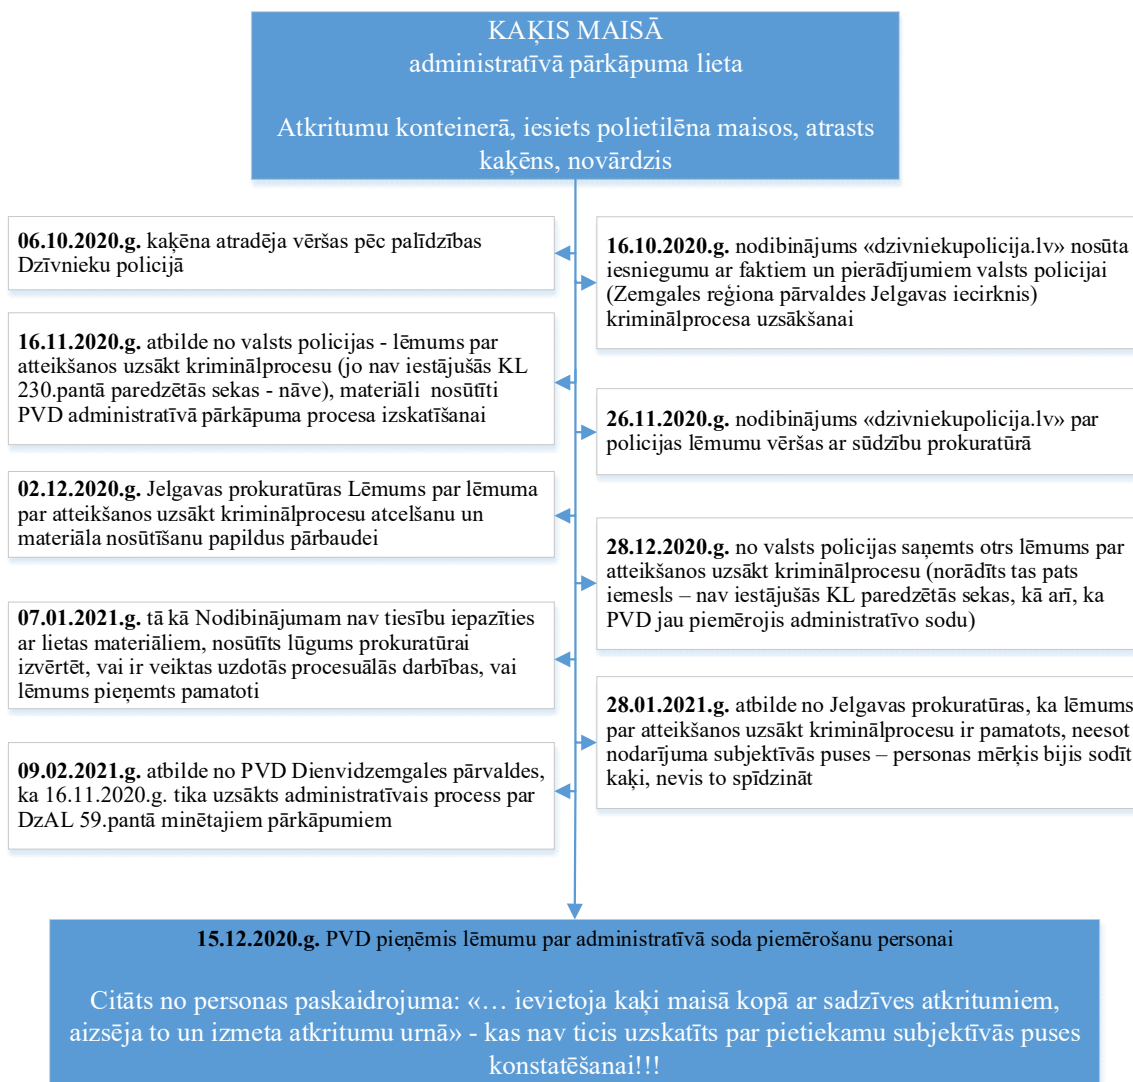 KAĶIS MAISĀ
administratīvā pārkāpuma lieta
Atkritumu konteinerā, iesiets polietilēna maisos, atrasts
kaķēns, novārdzis
06.10.2020.g. kaķēna atradēja vēršas pēc palīdzības
Dzīvnieku policijā
16.10.2020.g. nodibinājums «dzivniekupolicija.lv» nosūta
iesniegumu ar faktiem un pierādījumiem valsts policijai
(Zemgales reģiona pārvaldes Jelgavas iecirknis)
kriminālprocesa uzsākšanai
16.11.2020.g. atbilde no valsts policijas - lēmums par
atteikšanos uzsākt kriminālprocesu (jo nav iestājušās KL
230.pantā paredzētās sekas - nāve), materiāli nosūtīti
PVD administratīvā pārkāpuma procesa izskatīšanai
26.11.2020.g. nodibinājums «dzivniekupolicija.lv» par
policijas lēmumu vēršas ar sūdzību prokuratūrā
02.12.2020.g. Jelgavas prokuratūras Lēmums par lēmuma
par atteikšanos uzsākt kriminālprocesu atcelšanu un
materiāla nosūtīšanu papildus pārbaudei
28.12.2020.g. no valsts policijas saņemts otrs lēmums par
atteikšanos uzsākt kriminālprocesu (norādīts tas pats
iemesls – nav iestājušās KL paredzētās sekas, kā arī, ka
PVD jau piemērojis administratīvo sodu)
07.01.2021.g. tā kā Nodibinājumam nav tiesību iepazīties
ar lietas materiāliem, nosūtīts lūgums prokuratūrai
izvērtēt, vai ir veiktas uzdotās procesuālās darbības, vai
lēmums pieņemts pamatoti
28.01.2021.g. atbilde no Jelgavas prokuratūras, ka lēmums
par atteikšanos uzsākt kriminālprocesu ir pamatots, neesot
nodarījuma subjektīvās puses – personas mērķis bijis sodīt
kaķi, nevis to spīdzināt
09.02.2021.g. atbilde no PVD Dienvidzemgales pārvaldes,
ka 16.11.2020.g. tika uzsākts administratīvais process par
DzAL 59.pantā minētajiem pārkāpumiem
15.12.2020.g. PVD pieņēmis lēmumu par administratīvā soda piemērošanu personai
Citāts no personas paskaidrojuma: «… ievietoja kaķi maisā kopā ar sadzīves atkritumiem,
aizsēja to un izmeta atkritumu urnā» - kas nav ticis uzskatīts par pietiekamu subjektīvās puses
konstatēšanai!!!